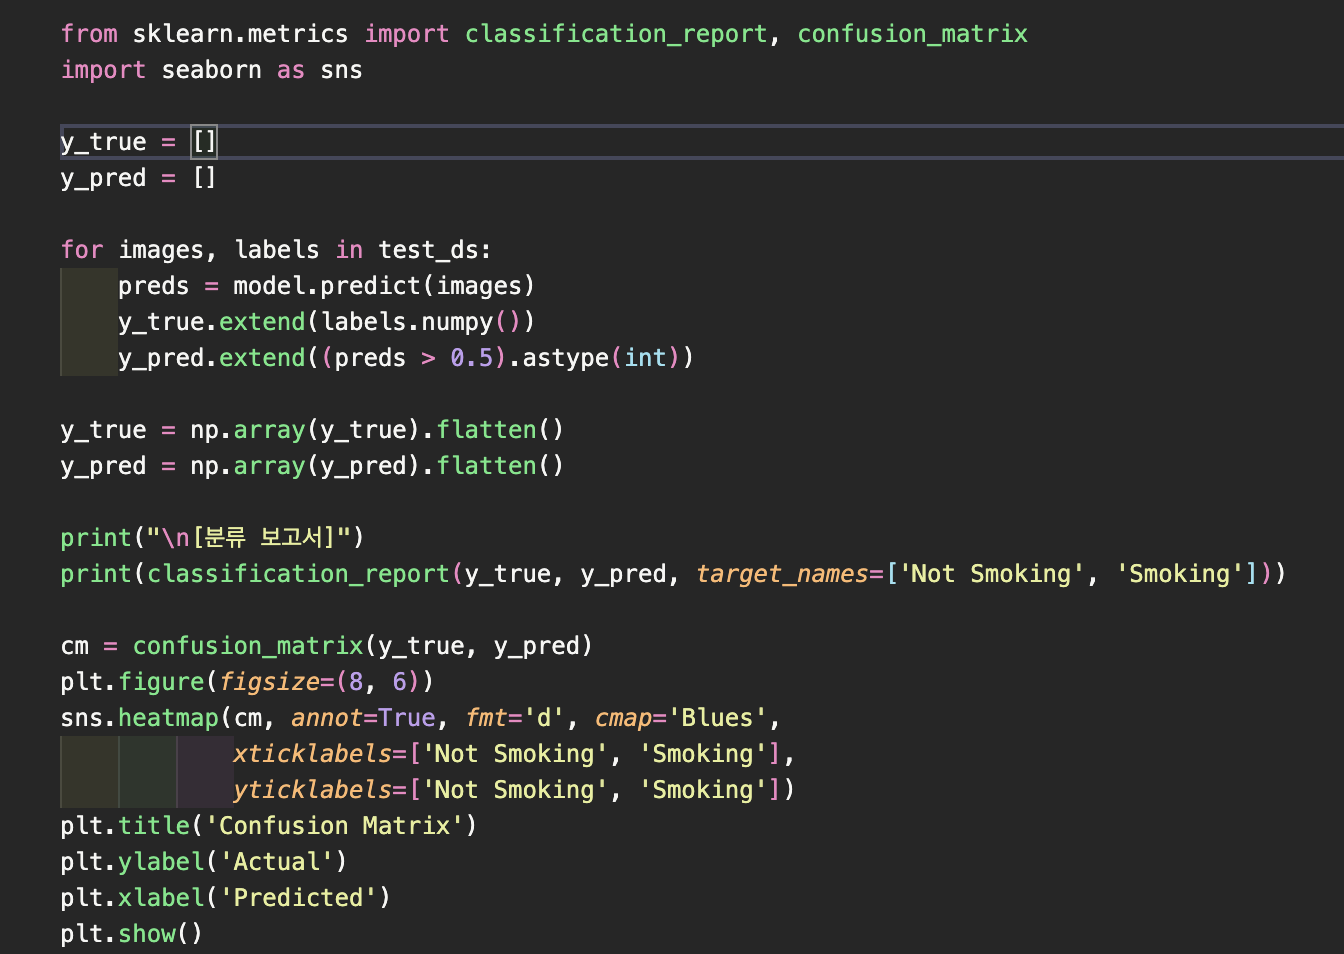 from sklearn.metrics import classification_report, confusion_matrix
import seaborn as sns

y_true = []
y_pred = []

for images, labels in test_ds:
    preds = model.predict(images)
    y_true.extend(labels.numpy())
    y_pred.extend((preds > 0.5).astype(int))

y_true = np.array(y_true).flatten()
y_pred = np.array(y_pred).flatten()

print("\n[분류 보고서]")
print(classification_report(y_true, y_pred, target_names=['Not Smoking', 'Smoking']))

cm = confusion_matrix(y_true, y_pred)
plt.figure(figsize=(8, 6))
sns.heatmap(cm, annot=True, fmt='d', cmap='Blues',
            xticklabels=['Not Smoking', 'Smoking'],
            yticklabels=['Not Smoking', 'Smoking'])
plt.title('Confusion Matrix')
plt.ylabel('Actual')
plt.xlabel('Predicted')
plt.show()